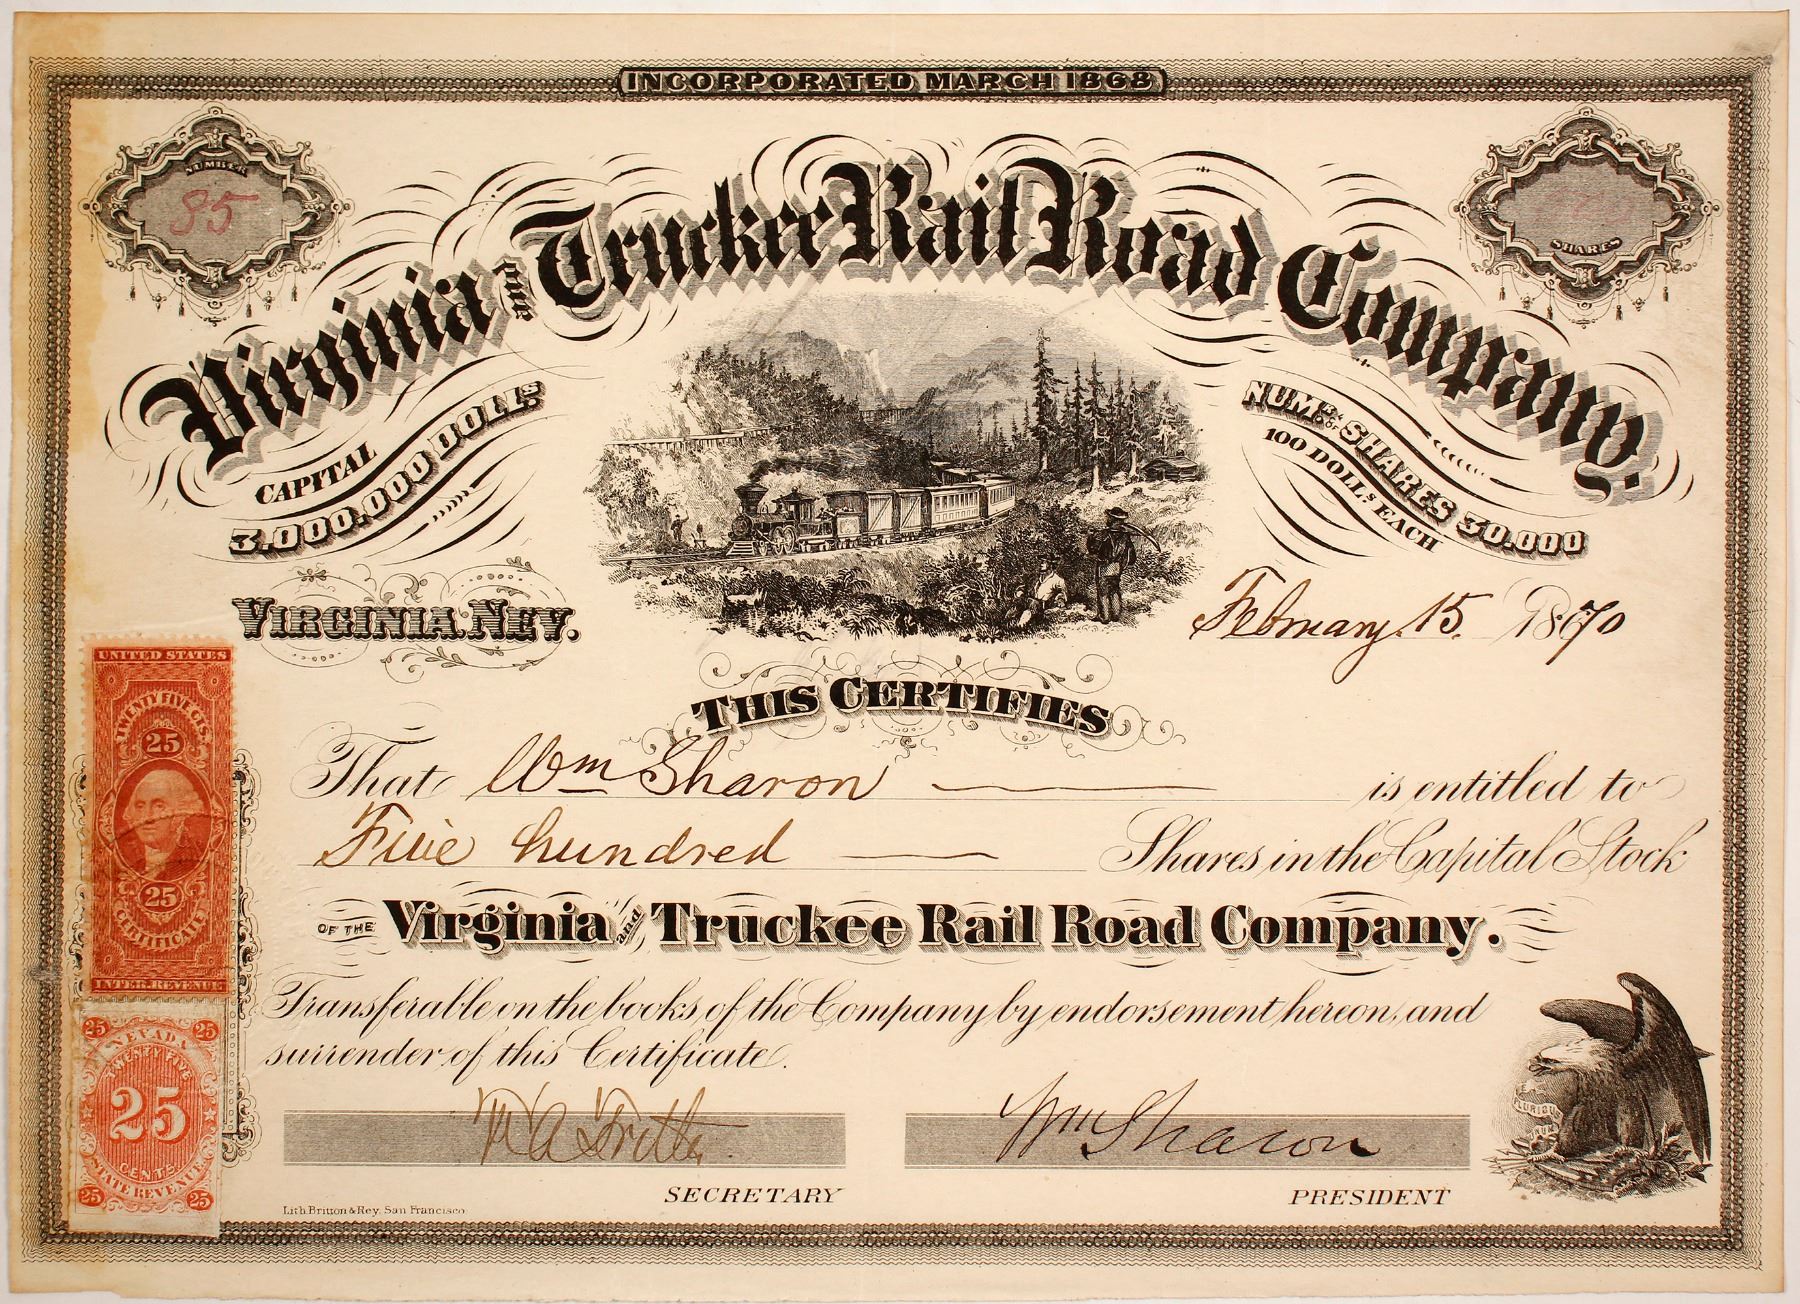 INCORPORATED MARCH 1868
NUMBER
85
SHARES
Virginia and Truckee Rail Road Company.
CAPITAL
3.000.000 DOLLS
NUMR OF SHARES 30.000
100 DOLLS EACH
VIRGINIA. NEV.
February 15 1870
THIS CERTIFIES
That Wm Sharon is entitled to
Five hundred Shares in the Capital Stock
OF THE Virginia and Truckee Rail Road Company.
Transferable on the books of the Company by endorsement hereon, and
surrender of this Certificate.
Wm Sharon
SECRETARY
PRESIDENT
Lith. Britton & Rey, San Francisco
UNITED STATES
TWENTY FIVE CTS.
25
25
CERTIFICATE
INTER. REVENUE
25 25
NEVADA
TWENTY FIVE
25
CENTS
STATE REVENUE
25 25
E PLURIBUS UNUM